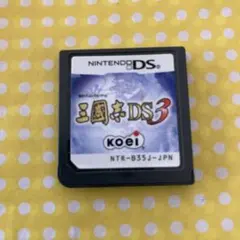 NINTENDO DS
三國志DS3
KOEI
NTR-B35J-JPN